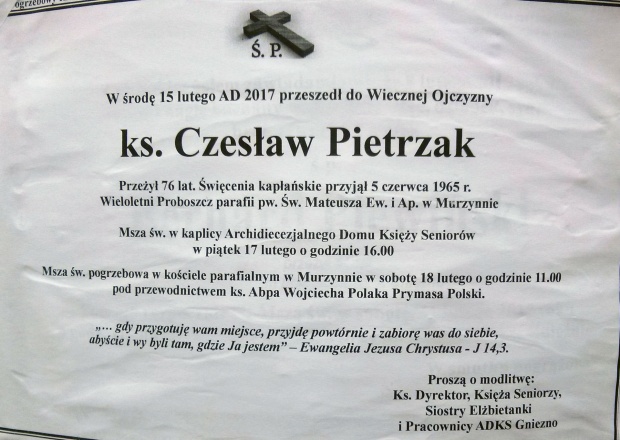 Ś. P.
W środę 15 lutego AD 2017 przeszedł do Wiecznej Ojczyzny
ks. Czesław Pietrzak
Przeżył 76 lat. Święcenia kapłańskie przyjął 5 czerwca 1965 r.
Wieloletni Proboszcz parafii pw. Św. Mateusza Ew. i Ap. w Murzynnie
Msza św. w kaplicy Archidiecezjalnego Domu Księży Seniorów
w piątek 17 lutego o godzinie 16.00
Msza św. pogrzebowa w kościele parafialnym w Murzynnie w sobotę 18 lutego o godzinie 11.00
pod przewodnictwem ks. Abpa Wojciecha Polaka Prymasa Polski.
„... gdy przygotuję wam miejsce, przyjdę powtórnie i zabiorę was do siebie,
abyście i wy byli tam, gdzie Ja jestem” – Ewangelia Jezusa Chrystusa - J 14,3.
Proszą o modlitwę:
Ks. Dyrektor, Księża Seniorzy,
Siostry Elżbietanki
i Pracownicy ADKS Gniezno